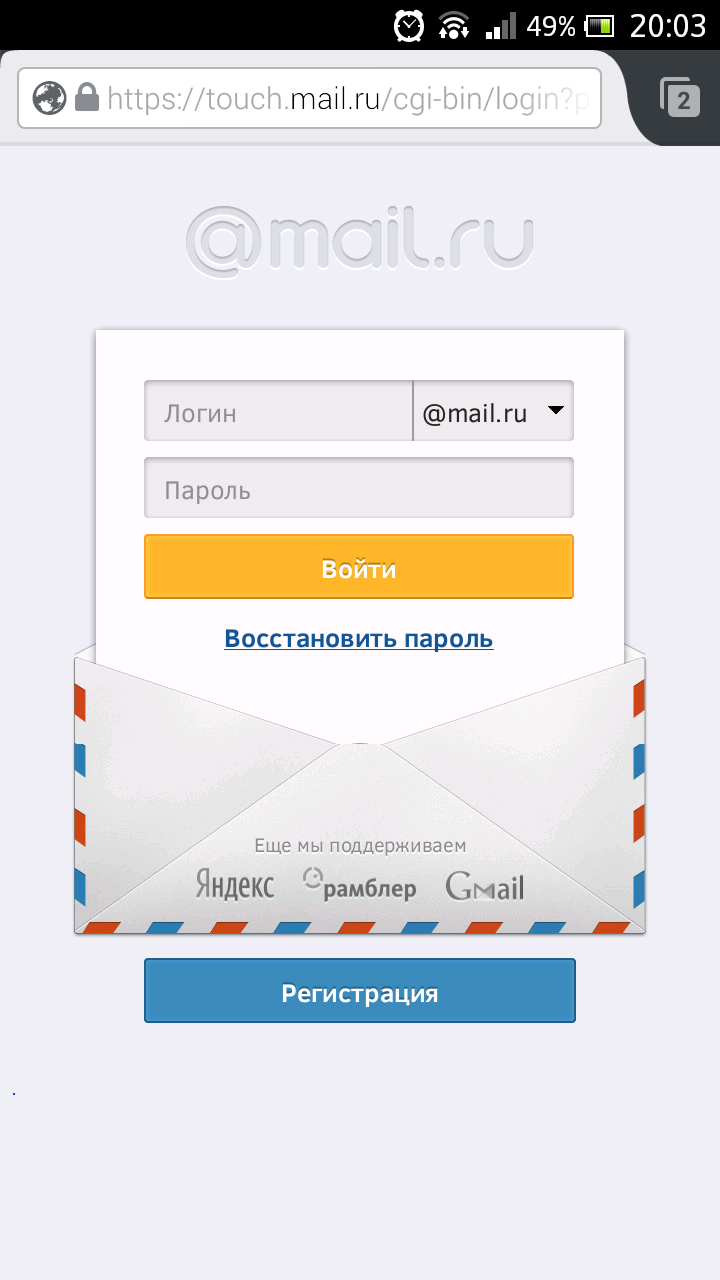 49% 20:03
https://touch.mail.ru/cgi-bin/login?p
2
@mail.ru
Логин @mail.ru
Пароль
Войти
Восстановить пароль
Еще мы поддерживаем
Яндекс Рамблер Gmail
Регистрация